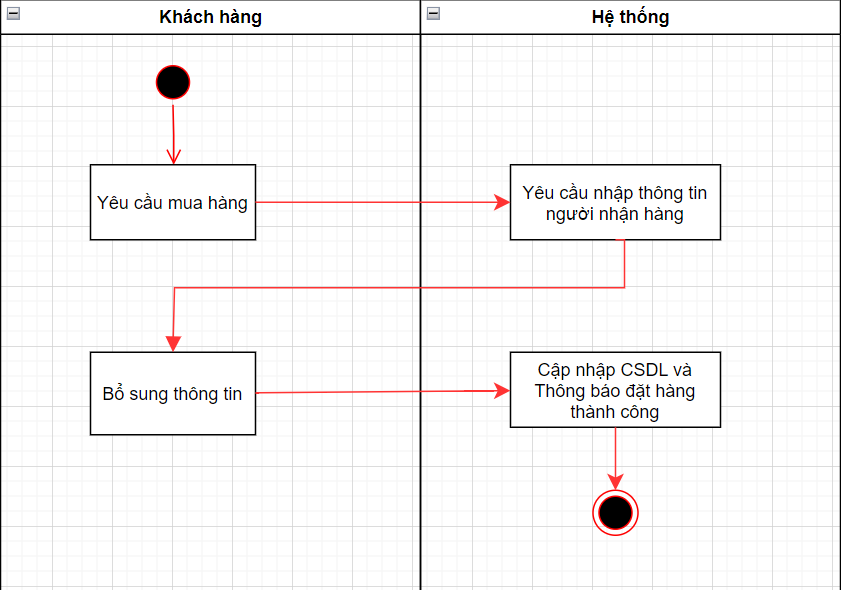 Khách hàng
Hệ thống
Yêu cầu mua hàng
Yêu cầu nhập thông tin
người nhận hàng
Bổ sung thông tin
Cập nhập CSDL và
Thông báo đặt hàng
thành công